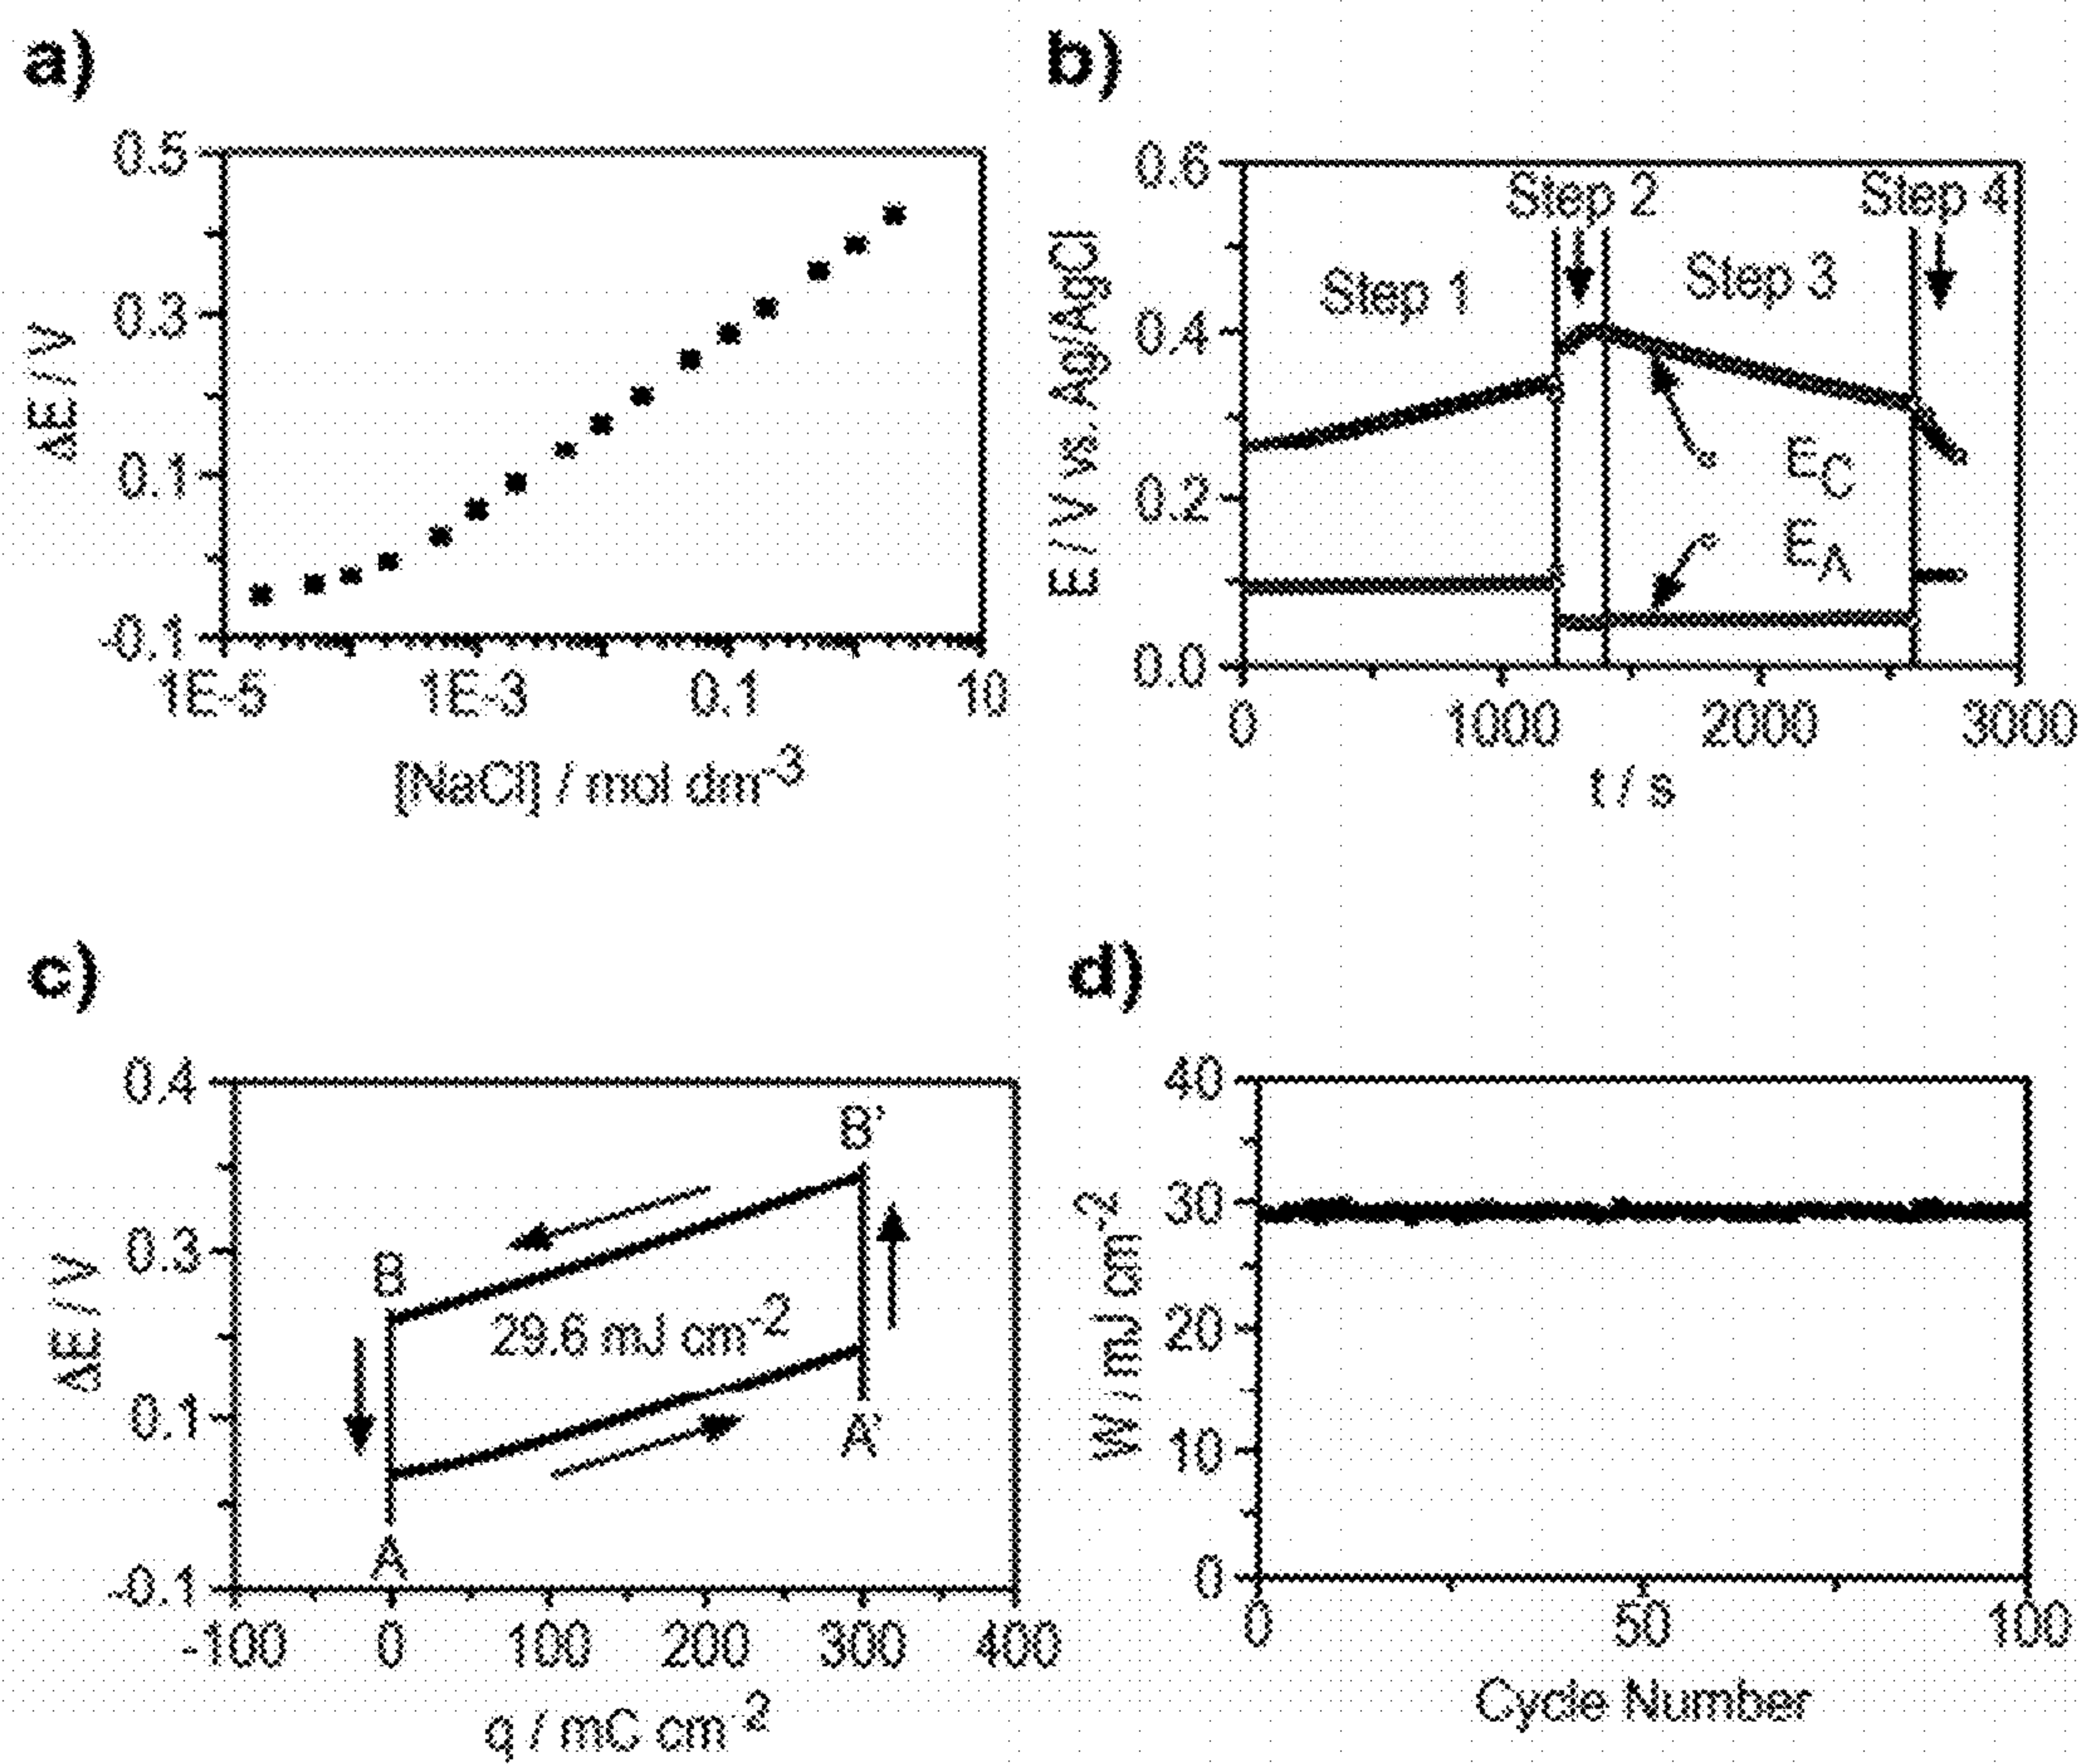 a)
0.5
0.3
0.1
-0.1
ΔE / V
1E-5 1E-3 0.1 10
[NaCl] / mol dm-3
b)
0.6
0.4
0.2
0.0
E / V vs. Ag/AgCl
Step 1
Step 2
Step 3
Step 4
EC
EA
0 1000 2000 3000
t / s
c)
0.4
0.3
0.1
-0.1
ΔE / V
B'
B
29.6 mJ cm-2
A'
A
-100 0 100 200 300 400
q / mC cm-2
d)
40
30
20
10
0
W / mJ cm-2
0 50 100
Cycle Number